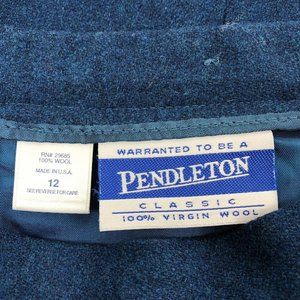 RN# 29685
100% WOOL
MADE IN U.S.A.
12
SEE REVERSE FOR CARE
WARRANTED TO BE A
PENDLETON
CLASSIC
100% VIRGIN WOOL